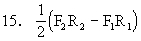 15. 1/2(F₂R₂ − F₁R₁)